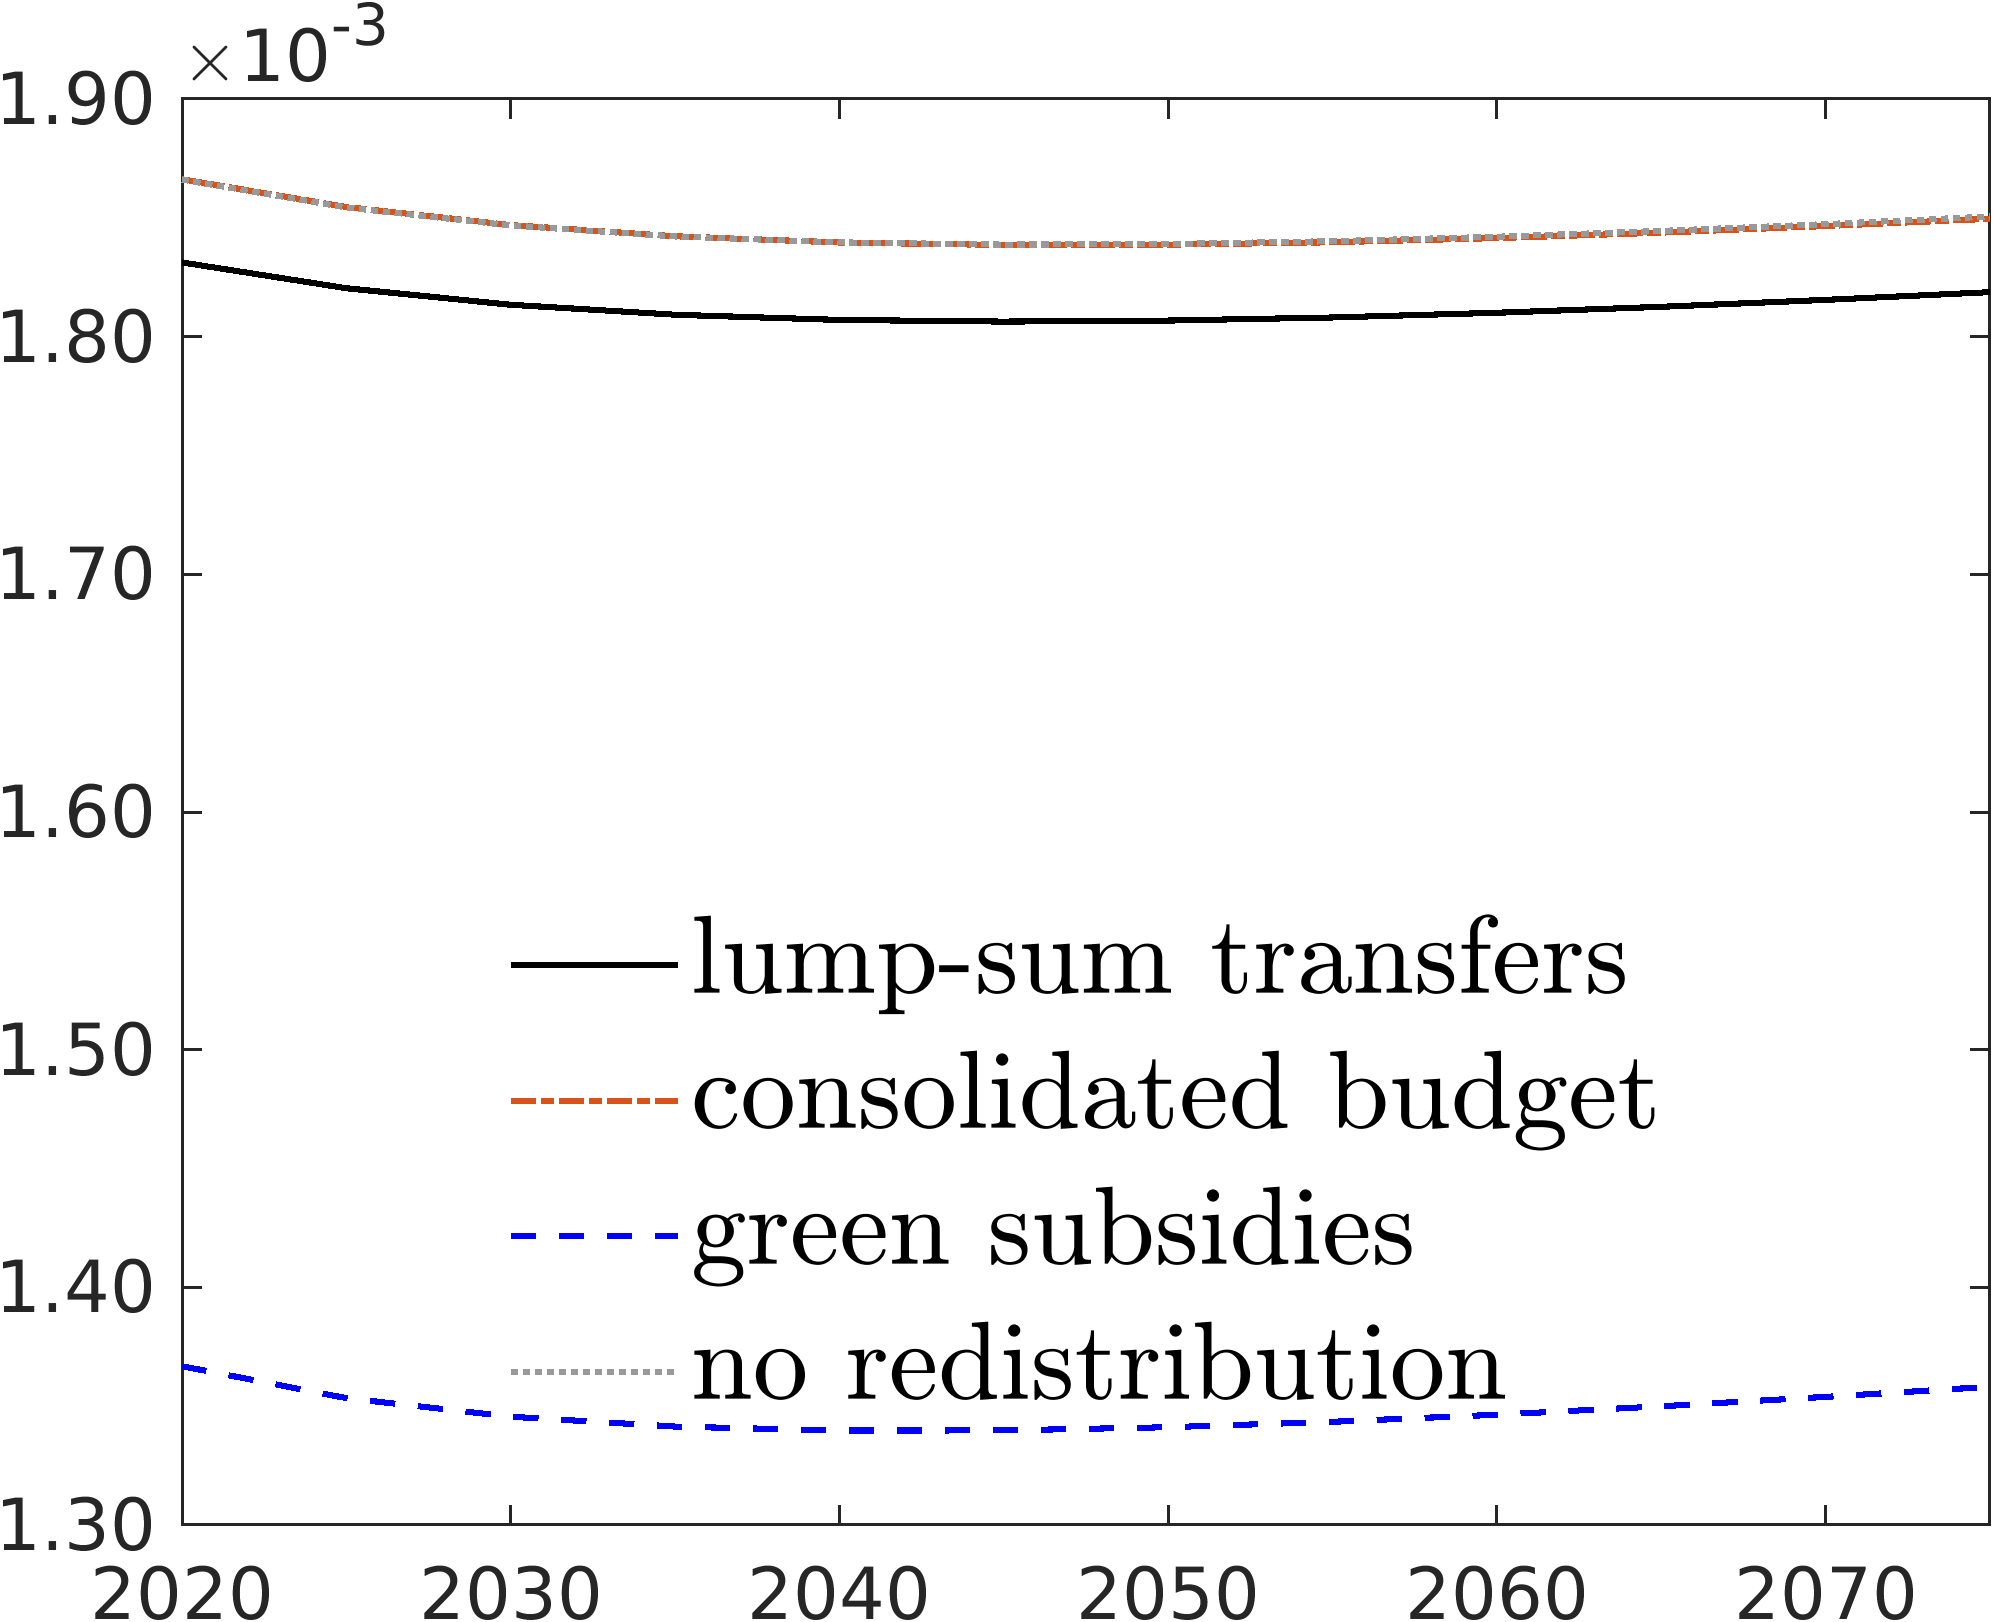 ×10⁻³
1.90
1.80
1.70
1.60
1.50
1.40
1.30
lump-sum transfers
consolidated budget
green subsidies
no redistribution
2020 2030 2040 2050 2060 2070